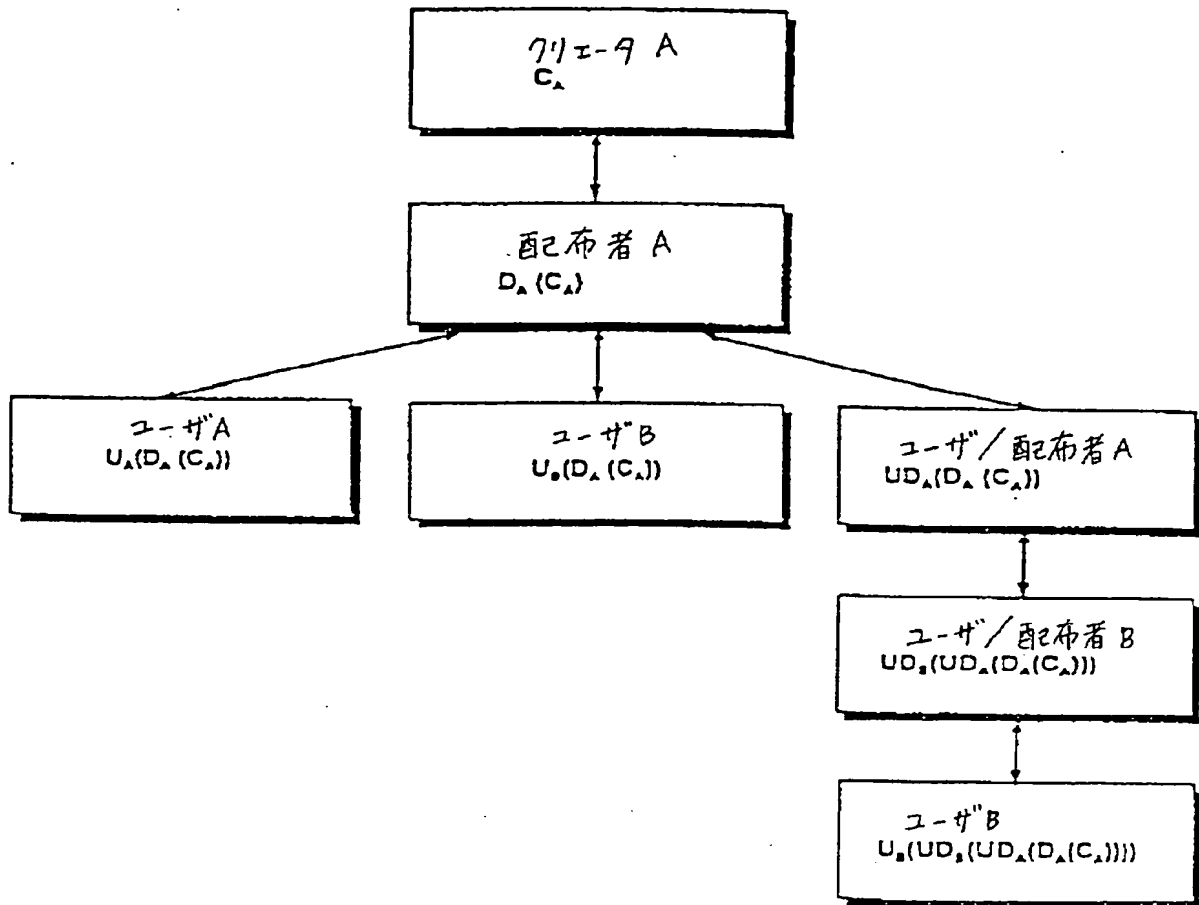 クリエータ A
C_A
配布者 A
D_A (C_A)
ユーザA
U_A(D_A (C_A))
ユーザB
U_B(D_A (C_A))
ユーザ/配布者 A
UD_A(D_A (C_A))
ユーザ/配布者 B
UD_B(UD_A(D_A(C_A)))
ユーザB
U_B(UD_B(UD_A(D_A(C_A))))